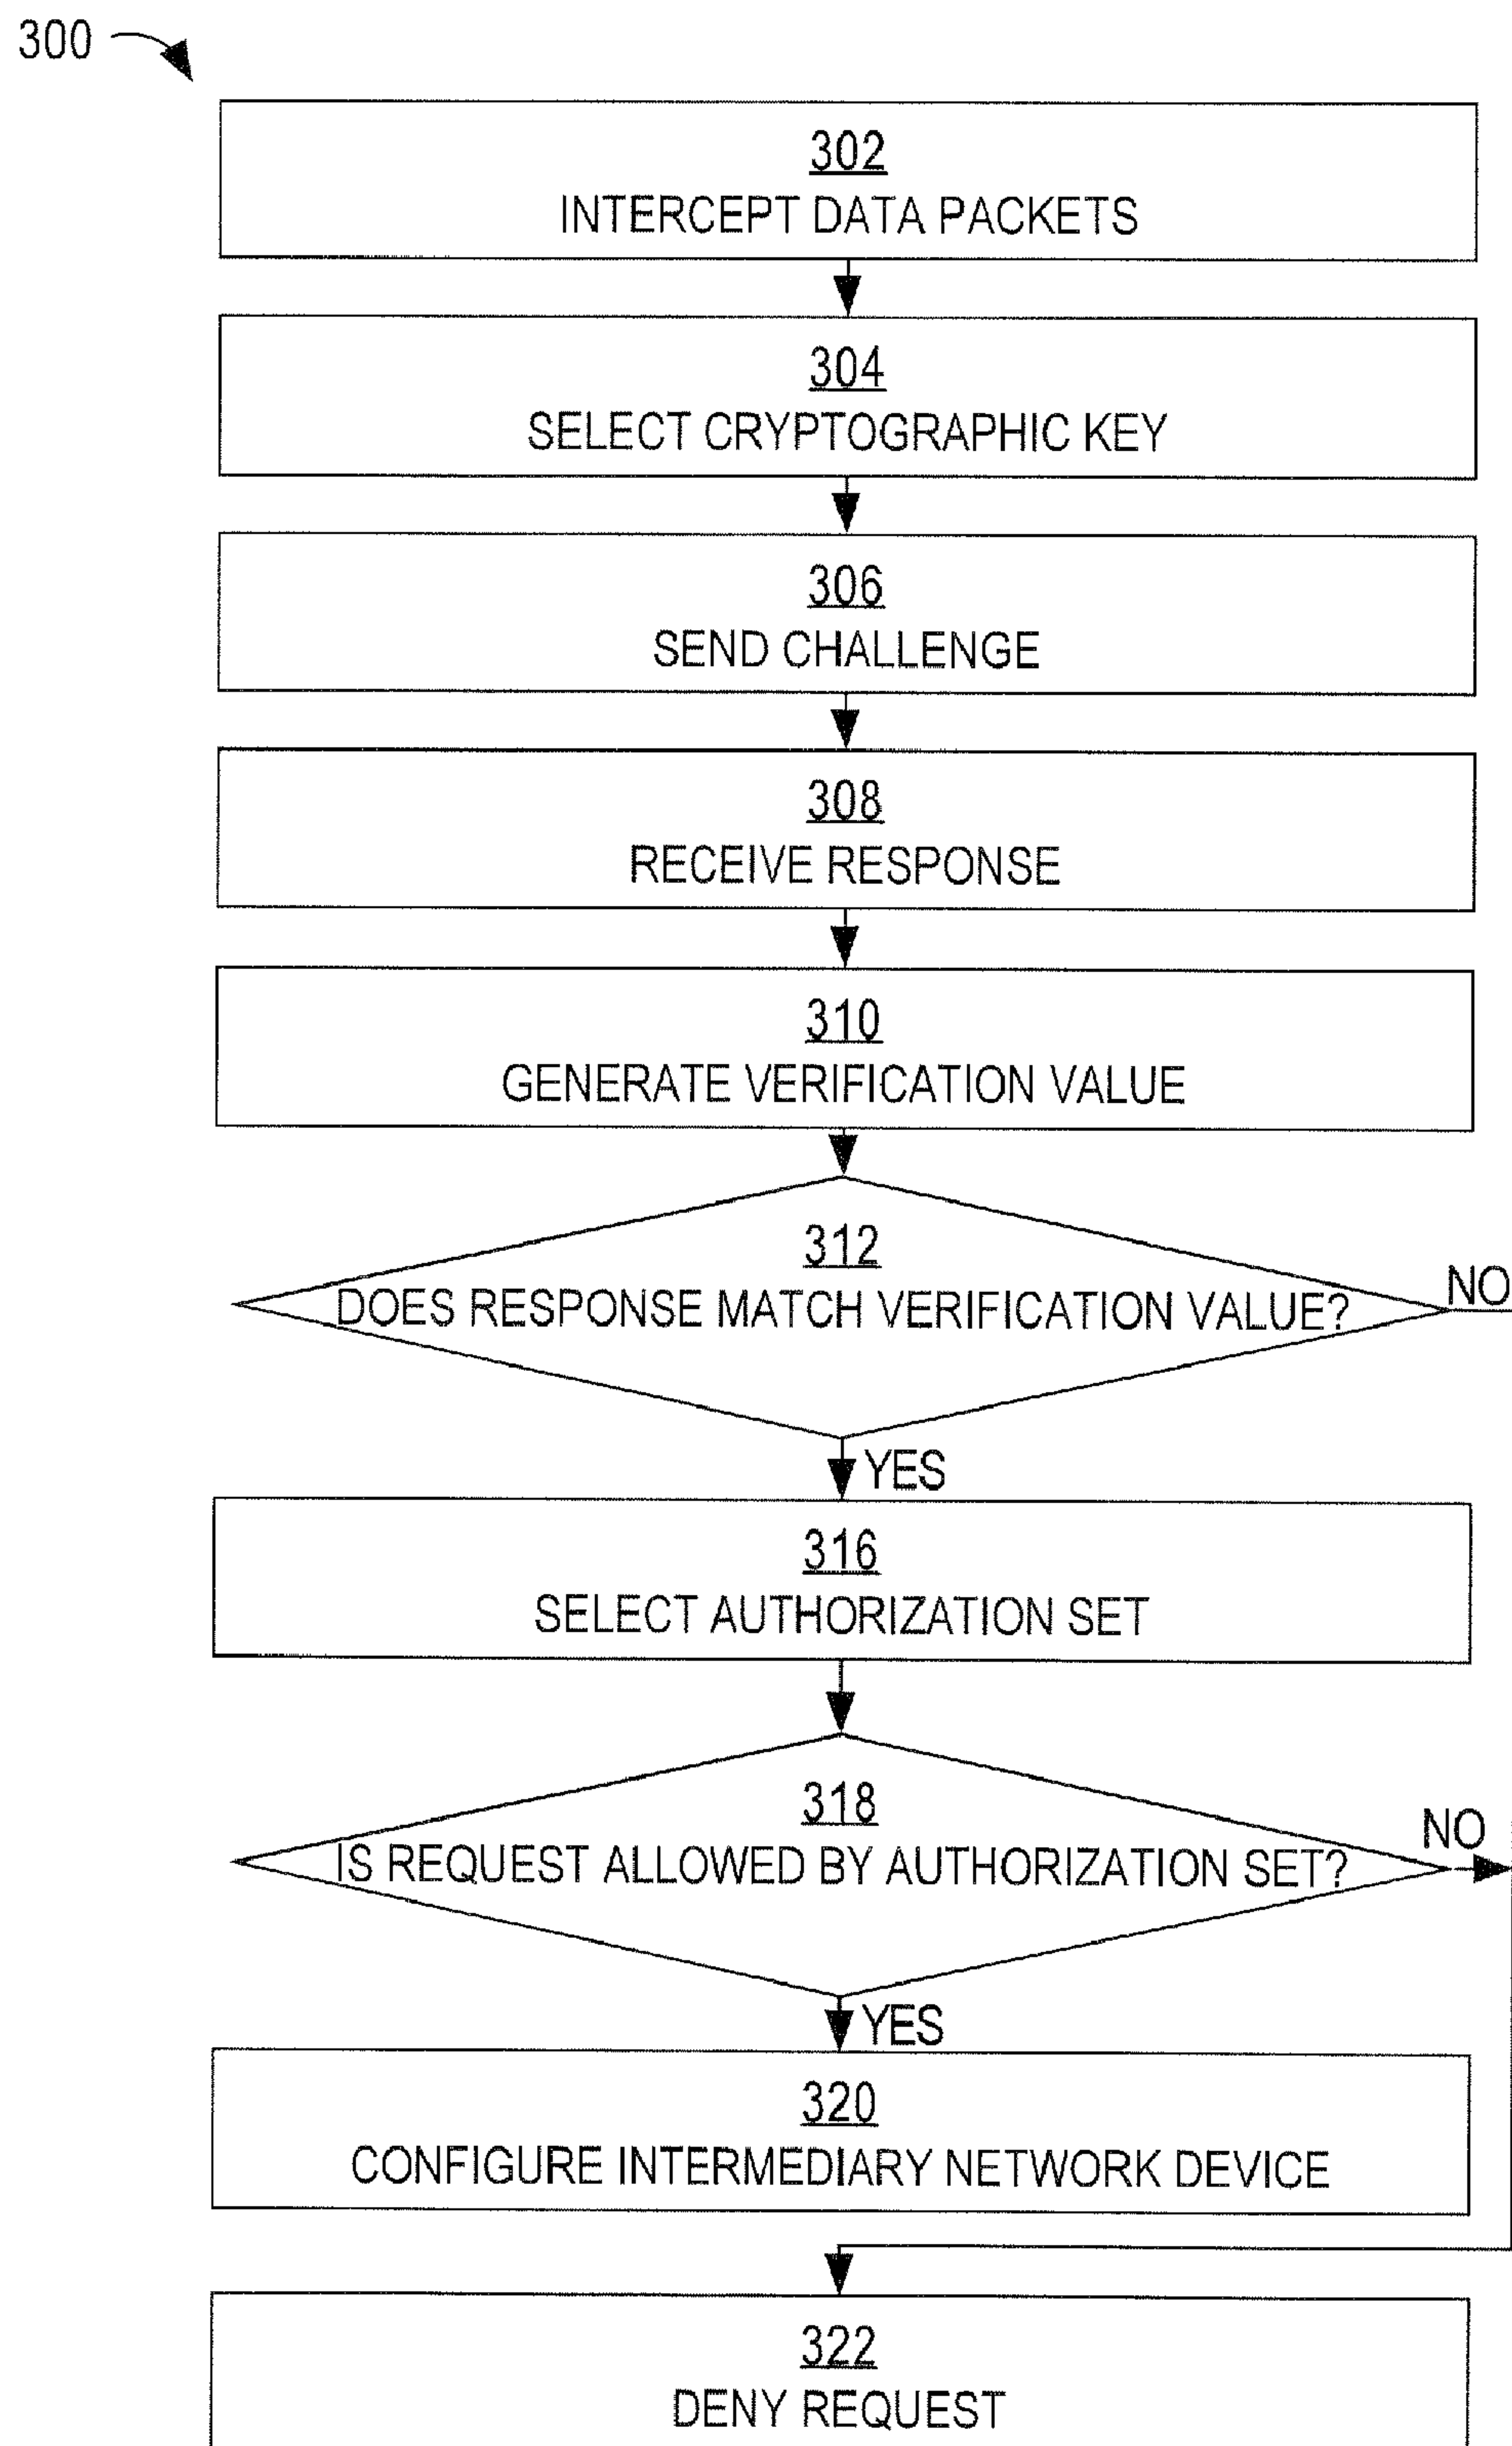 300
302
INTERCEPT DATA PACKETS
304
SELECT CRYPTOGRAPHIC KEY
306
SEND CHALLENGE
308
RECEIVE RESPONSE
310
GENERATE VERIFICATION VALUE
312
DOES RESPONSE MATCH VERIFICATION VALUE?
NO
YES
316
SELECT AUTHORIZATION SET
318
IS REQUEST ALLOWED BY AUTHORIZATION SET?
NO
YES
320
CONFIGURE INTERMEDIARY NETWORK DEVICE
322
DENY REQUEST